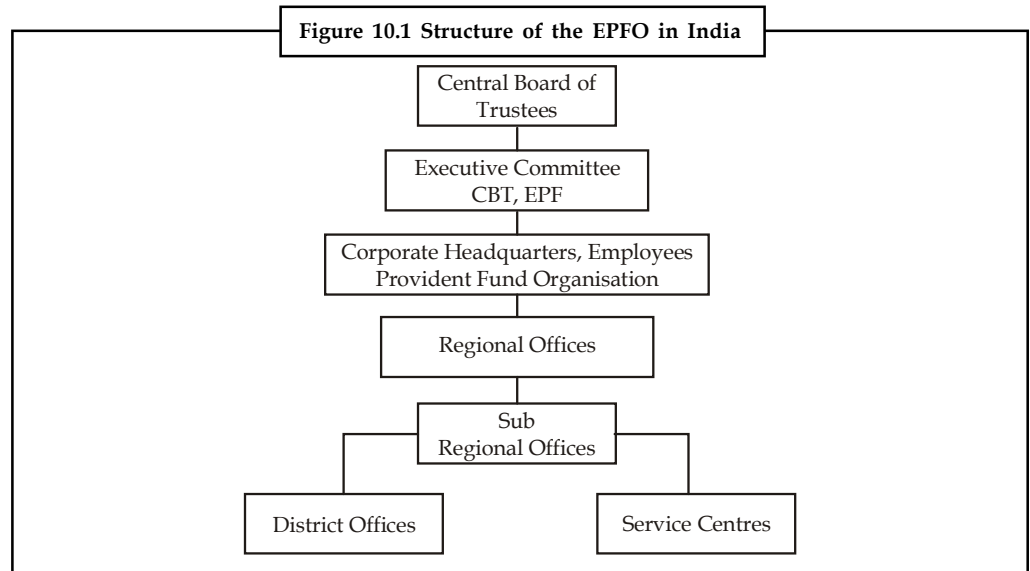 Figure 10.1 Structure of the EPFO in India
Central Board of
Trustees
Executive Committee
CBT, EPF
Corporate Headquarters, Employees
Provident Fund Organisation
Regional Offices
Sub
Regional Offices
District Offices
Service Centres